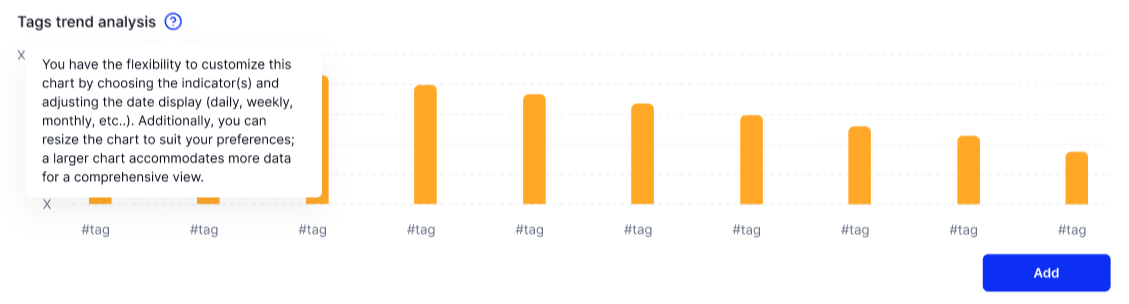 Tags trend analysis ?
X
You have the flexibility to customize this
chart by choosing the indicator(s) and
adjusting the date display (daily, weekly,
monthly, etc..). Additionally, you can
resize the chart to suit your preferences;
a larger chart accommodates more data
for a comprehensive view.
X
#tag #tag #tag #tag #tag #tag #tag #tag #tag #tag
Add